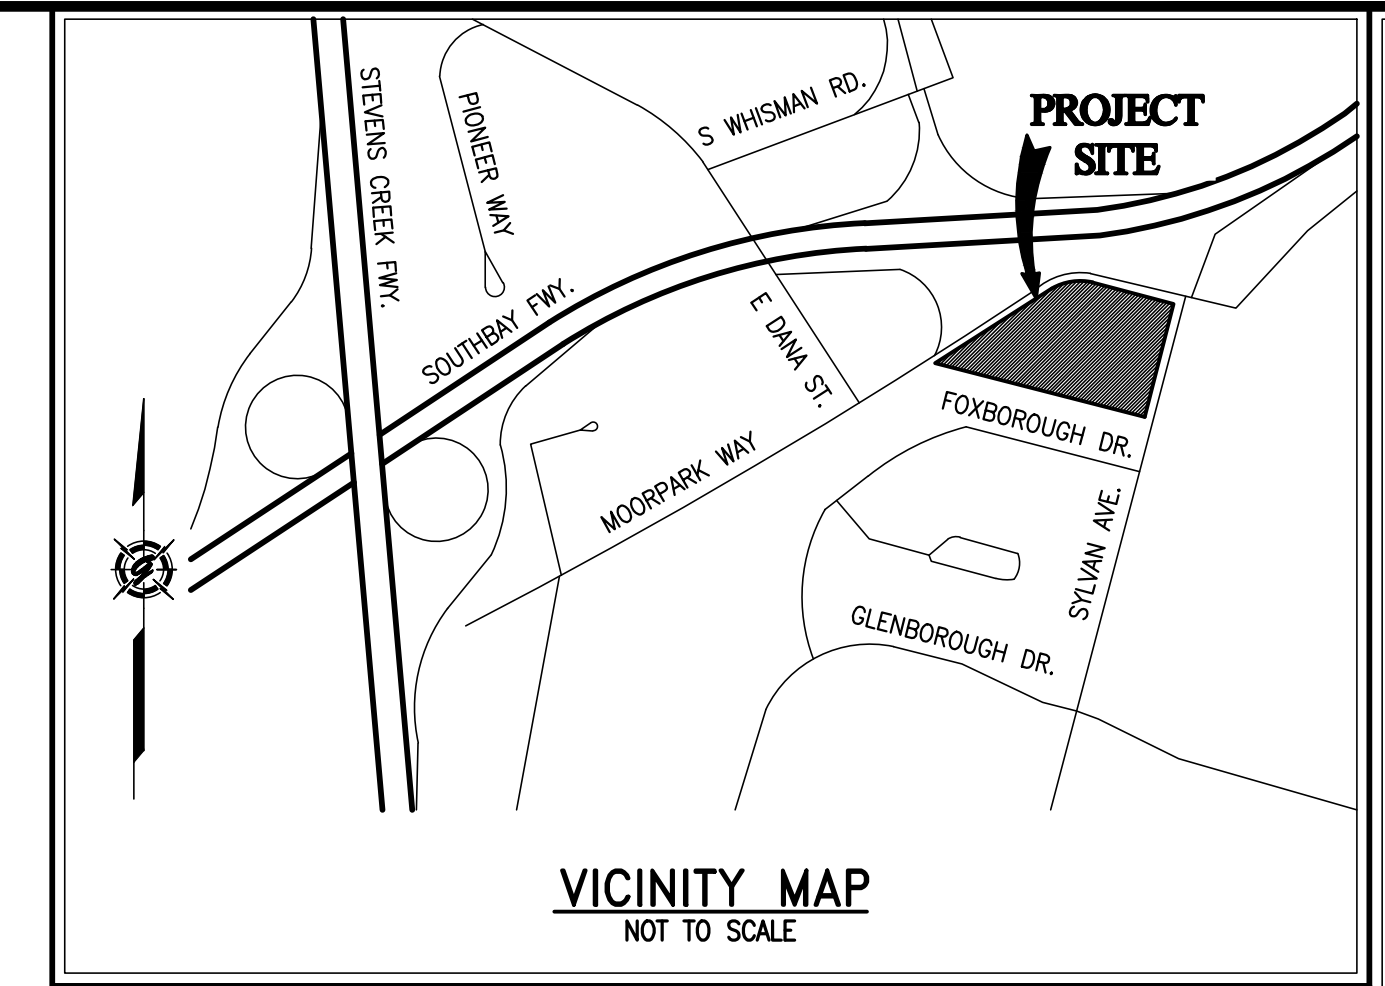 STEVENS CREEK FWY.
PIONEER WAY
S WHISMAN RD.
PROJECT
SITE
SOUTHBAY FWY.
E DANA ST.
FOXBOROUGH DR.
MOORPARK WAY
SYLVAN AVE.
GLENBOROUGH DR.
VICINITY MAP
NOT TO SCALE